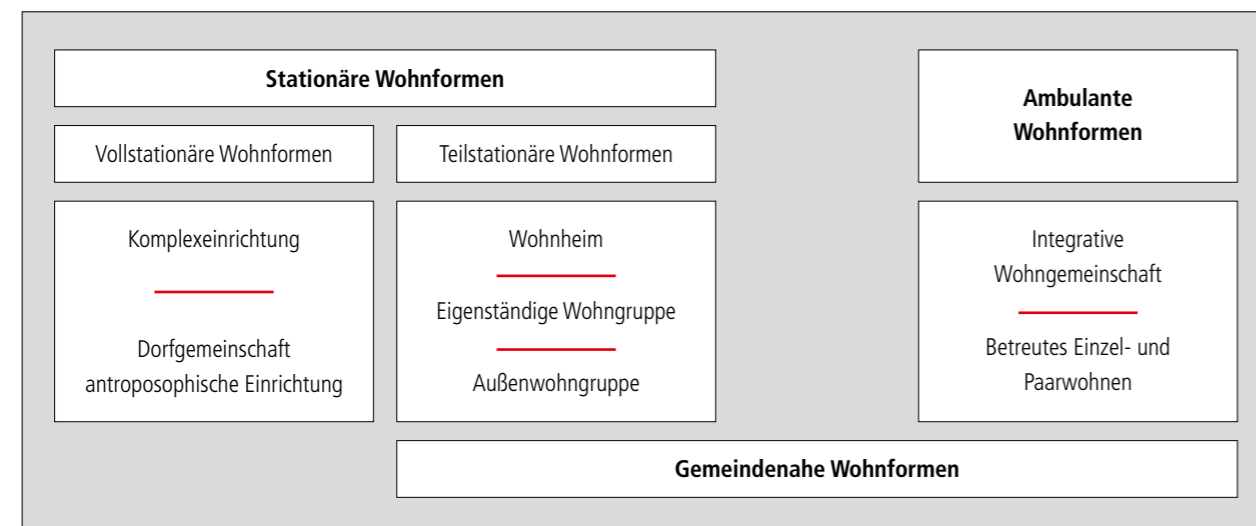 Stationäre Wohnformen
Ambulante
Wohnformen
Vollstationäre Wohnformen
Teilstationäre Wohnformen
Komplexeinrichtung
Dorfgemeinschaft
antroposophische Einrichtung
Wohnheim
Eigenständige Wohngruppe
Außenwohngruppe
Integrative
Wohngemeinschaft
Betreutes Einzel- und
Paarwohnen
Gemeindenahe Wohnformen